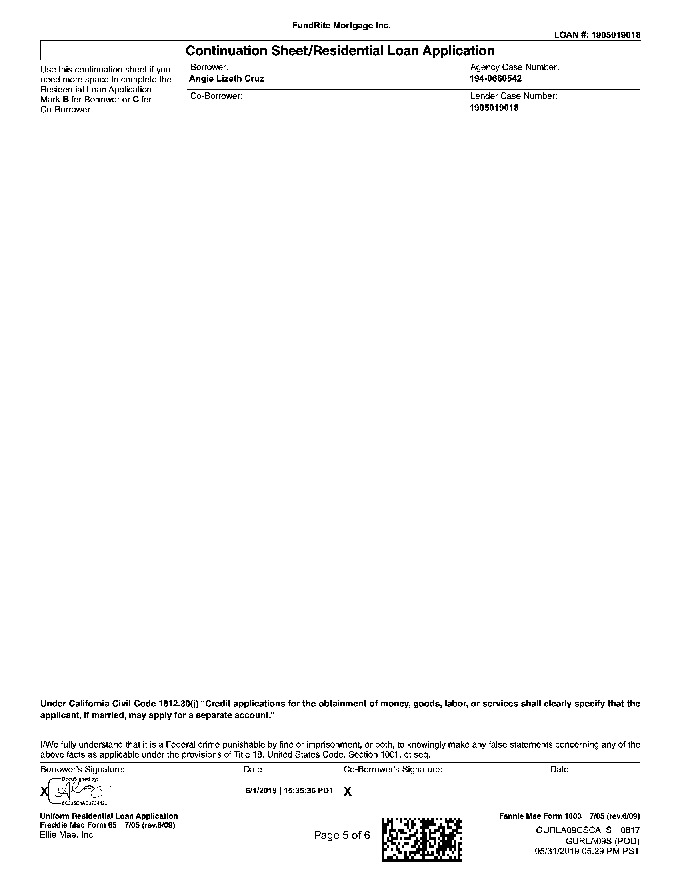 FundRite Mortgage Inc.
LOAN #: 1905019018
Continuation Sheet/Residential Loan Application
Use this continuation sheet if you
need more space to complete the
Residential Loan Application
Mark B for Borrower or C for
Co-Borrower.
Borrower:
Angie Lizeth Cruz
Agency Case Number:
194-0660542
Co-Borrower:
Lender Case Number:
1905019018
Under California Civil Code 1812.30(j) "Credit applications for the obtainment of money, goods, labor, or services shall clearly specify that the
applicant, if married, may apply for a separate account."
I/We fully understand that it is a Federal crime punishable by fine or imprisonment, or both, to knowingly make any false statements concerning any of the
above facts as applicable under the provisions of Title 18, United States Code, Section 1001, et seq.
Borrower's Signature:
Date
Co-Borrower's Signature:
Date
DocuSigned by:
X
6/1/2019 | 16:35:36 PDT
X
Uniform Residential Loan Application
Freddie Mac Form 65 7/05 (rev.6/09)
Ellie Mae, Inc.
Page 5 of 6
Fannie Mae Form 1003 7/05 (rev.6/09)
GURLA09CSCA_S 0817
GURLA09S (POD)
05/31/2019 05:29 PM PST